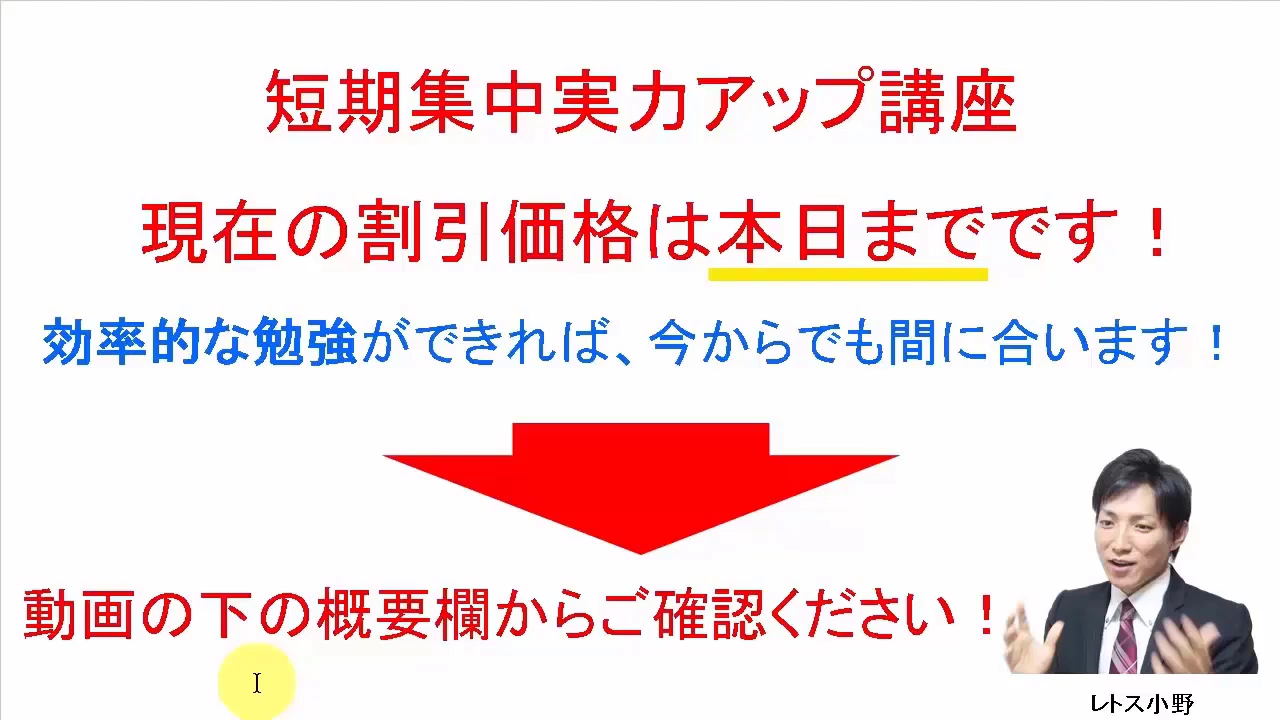 短期集中実力アップ講座
現在の割引価格は本日までです！
効率的な勉強ができれば、今からでも間に合います！
動画の下の概要欄からご確認ください！
レトス小野